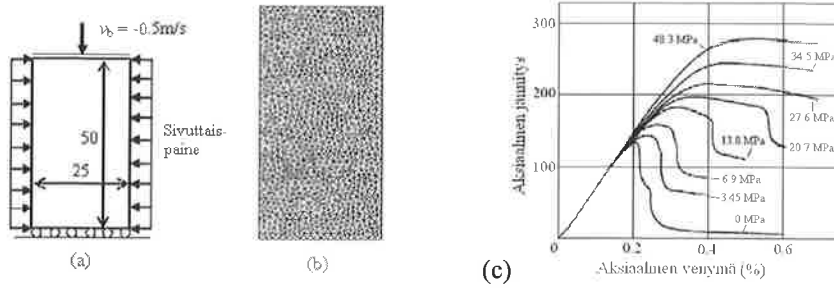 v_b = -0.5m/s
50
25
Sivuttais-
paine
(a)
(b)
(c)
Aksiaalinen jännitys
300
200
100
0
0.2
0.4
0.6
Aksiaalinen venymä (%)
48.3 MPa
34.5 MPa
27.6 MPa
20.7 MPa
13.8 MPa
6.9 MPa
3.45 MPa
0 MPa